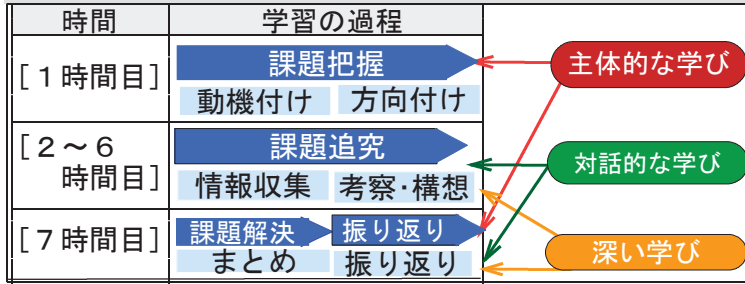 時間 学習の過程
[1時間目] 課題把握
動機付け 方向付け
[2～6
時間目] 課題追究
情報収集 考察・構想
[7時間目] 課題解決 振り返り
まとめ 振り返り
主体的な学び
対話的な学び
深い学び